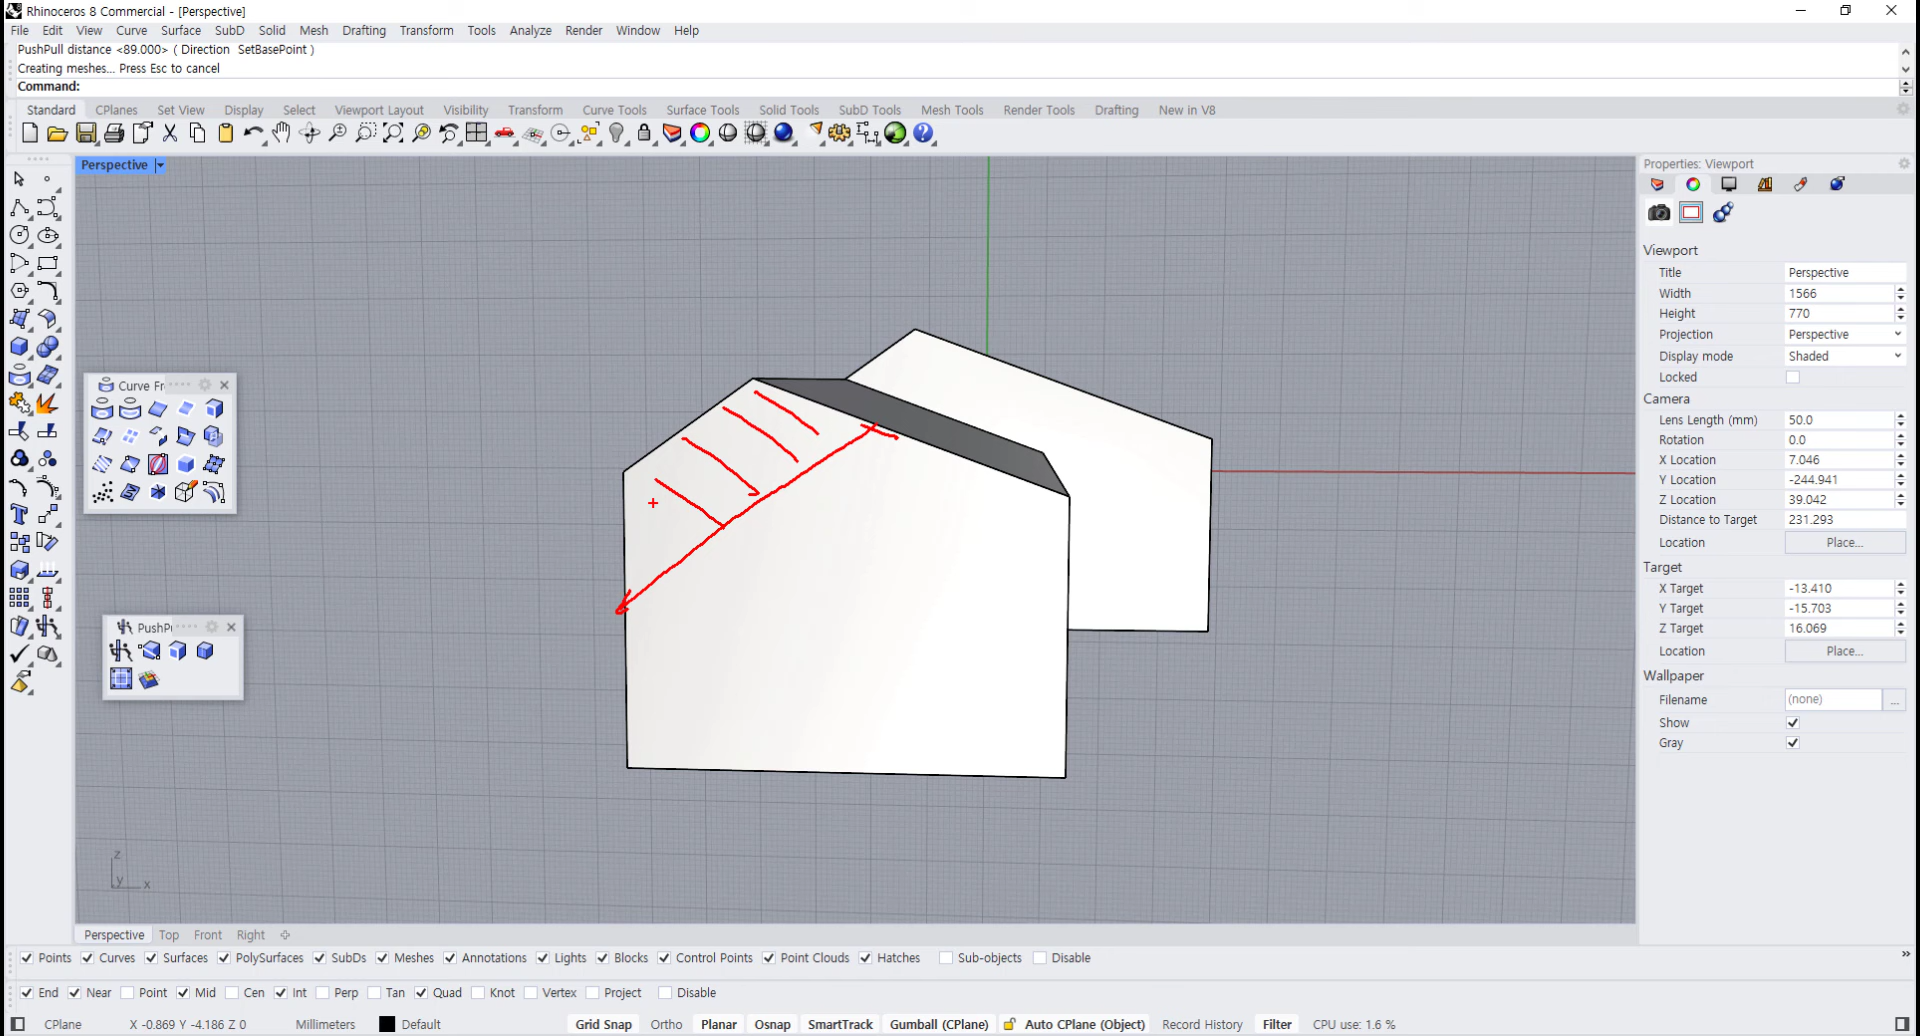 Rhinoceros 8 Commercial - [Perspective]
File Edit View Curve Surface SubD Solid Mesh Drafting Transform Tools Analyze Render Window Help
PushPull distance <89.000> ( Direction SetBasePoint )
Creating meshes... Press Esc to cancel
Command:
Standard CPlanes Set View Display Select Viewport Layout Visibility Transform Curve Tools Surface Tools Solid Tools SubD Tools Mesh Tools Render Tools Drafting New in V8
Perspective
Properties: Viewport
Viewport
Title Perspective
Width 1566
Height 770
Projection Perspective
Display mode Shaded
Locked
Camera
Lens Length (mm) 50.0
Rotation 0.0
X Location 7.046
Y Location -244.941
Z Location 39.042
Distance to Target 231.293
Location Place...
Target
X Target -13.410
Y Target -15.703
Z Target 16.069
Location Place...
Wallpaper
Filename (none) ...
Show
Gray
Curve Fr
PushP
z
y x
Perspective Top Front Right
Points Curves Surfaces PolySurfaces SubDs Meshes Annotations Lights Blocks Control Points Point Clouds Hatches Sub-objects Disable
End Near Point Mid Cen Int Perp Tan Quad Knot Vertex Project Disable
CPlane X -0.869 Y -4.186 Z 0 Millimeters Default Grid Snap Ortho Planar Osnap SmartTrack Gumball (CPlane) Auto CPlane (Object) Record History Filter CPU use: 1.6 %